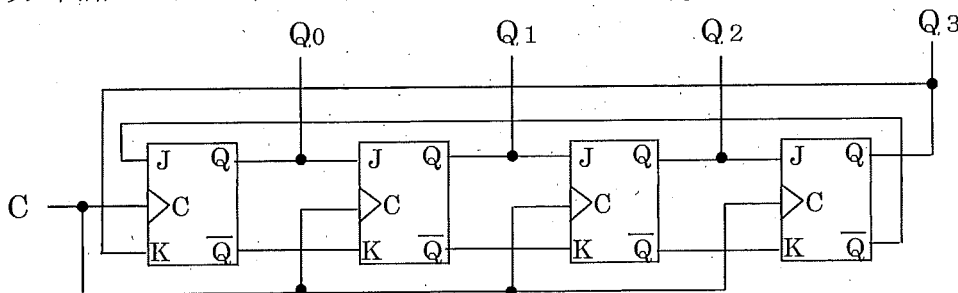 Q0 Q1 Q2 Q3
J Q J Q J Q J Q
C C C C C
K Q̅ K Q̅ K Q̅ K Q̅